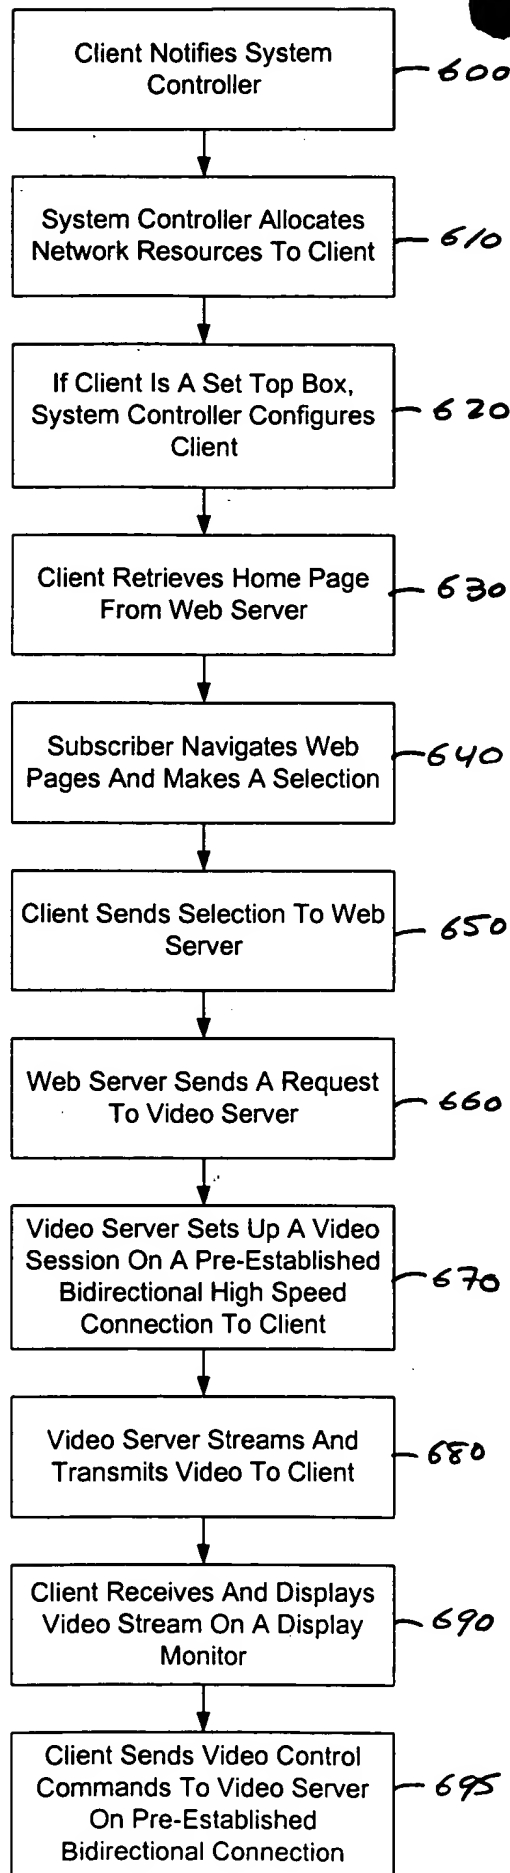 Client Notifies System
Controller
600
System Controller Allocates
Network Resources To Client
610
If Client Is A Set Top Box,
System Controller Configures
Client
620
Client Retrieves Home Page
From Web Server
630
Subscriber Navigates Web
Pages And Makes A Selection
640
Client Sends Selection To Web
Server
650
Web Server Sends A Request
To Video Server
660
Video Server Sets Up A Video
Session On A Pre-Established
Bidirectional High Speed
Connection To Client
670
Video Server Streams And
Transmits Video To Client
680
Client Receives And Displays
Video Stream On A Display
Monitor
690
Client Sends Video Control
Commands To Video Server
On Pre-Established
Bidirectional Connection
695